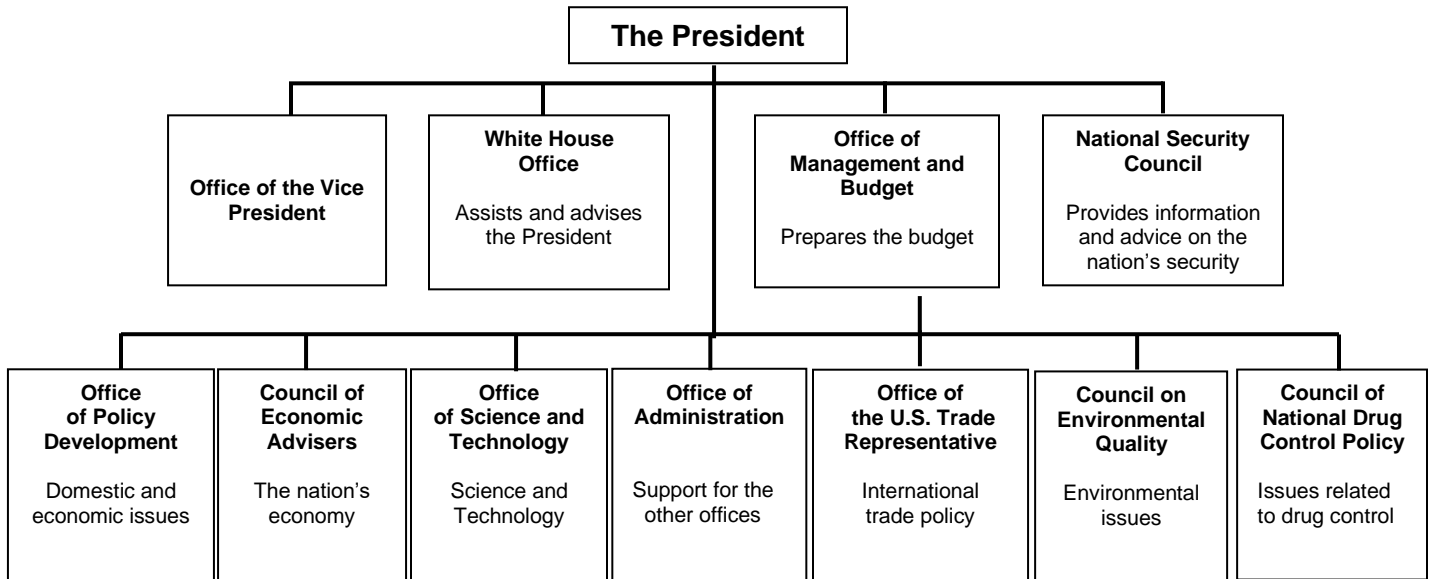 The President
Office of the Vice
President
White House
Office
Assists and advises
the President
Office of
Management and
Budget
Prepares the budget
National Security
Council
Provides information
and advice on the
nation’s security
Office
of Policy
Development
Domestic and
economic issues
Council of
Economic
Advisers
The nation’s
economy
Office
of Science and
Technology
Science and
Technology
Office of
Administration
Support for the
other offices
Office of
the U.S. Trade
Representative
International
trade policy
Council on
Environmental
Quality
Environmental
issues
Council of
National Drug
Control Policy
Issues related
to drug control